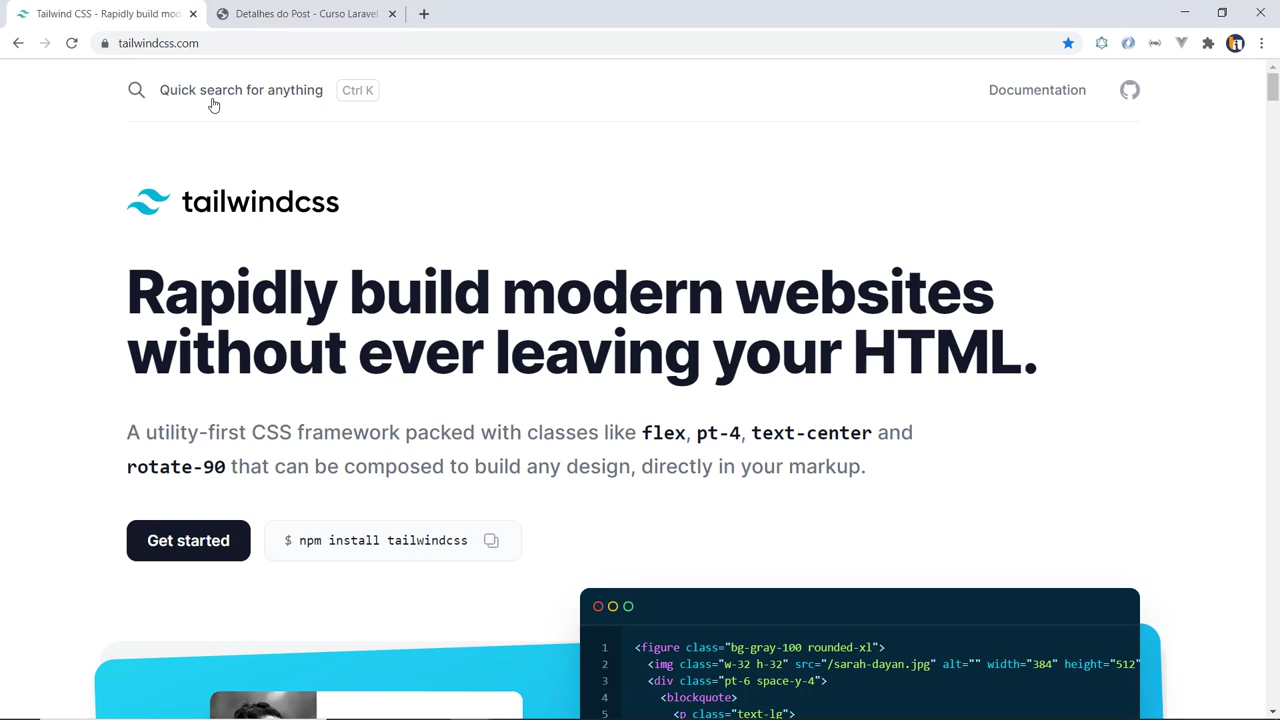 Tailwind CSS - Rapidly build mod
Detalhes do Post - Curso Laravel
tailwindcss.com
Quick search for anything
Ctrl K
Documentation
tailwindcss
Rapidly build modern websites
without ever leaving your HTML.
A utility-first CSS framework packed with classes like flex, pt-4, text-center and
rotate-90 that can be composed to build any design, directly in your markup.
Get started
$ npm install tailwindcss
1 <figure class="bg-gray-100 rounded-xl">
2 <img class="w-32 h-32" src="/sarah-dayan.jpg" alt="" width="384" height="512"
3 <div class="pt-6 space-y-4">
4 <blockquote>
5 <p class="text-lg">